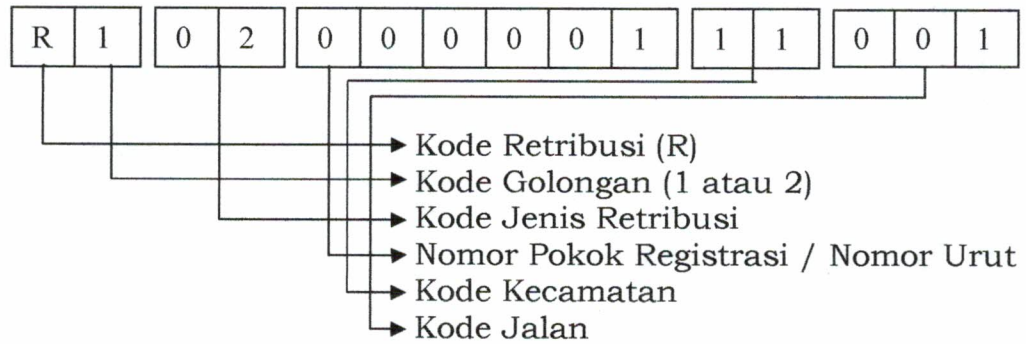 R 1 0 2 0 0 0 0 0 1 1 1 0 0 1
Kode Retribusi (R)
Kode Golongan (1 atau 2)
Kode Jenis Retribusi
Nomor Pokok Registrasi / Nomor Urut
Kode Kecamatan
Kode Jalan